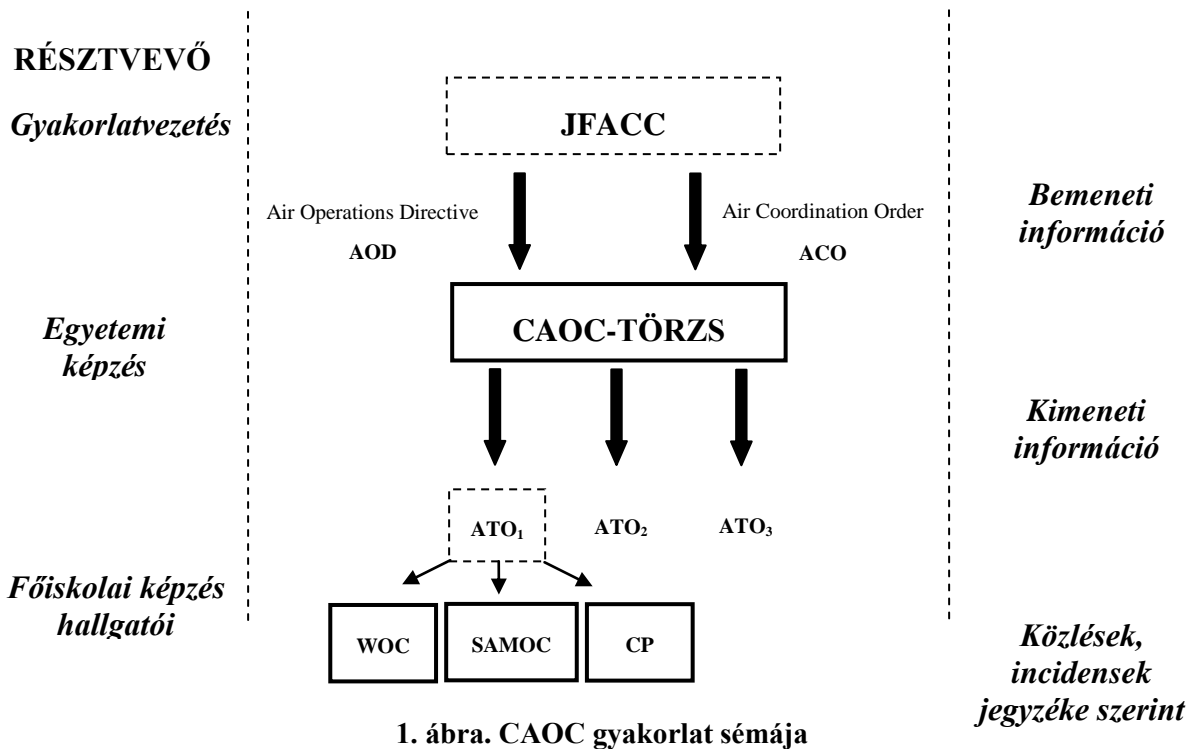 RÉSZTVEVŐ
Gyakorlatvezetés
JFACC
Air Operations Directive
AOD
Air Coordination Order
ACO
Bemeneti
információ
Egyetemi
képzés
CAOC-TÖRZS
Kimeneti
információ
ATO₁
ATO₂
ATO₃
Főiskolai képzés
hallgatói
WOC
SAMOC
CP
Közlések,
incidensek
jegyzéke szerint
1. ábra. CAOC gyakorlat sémája